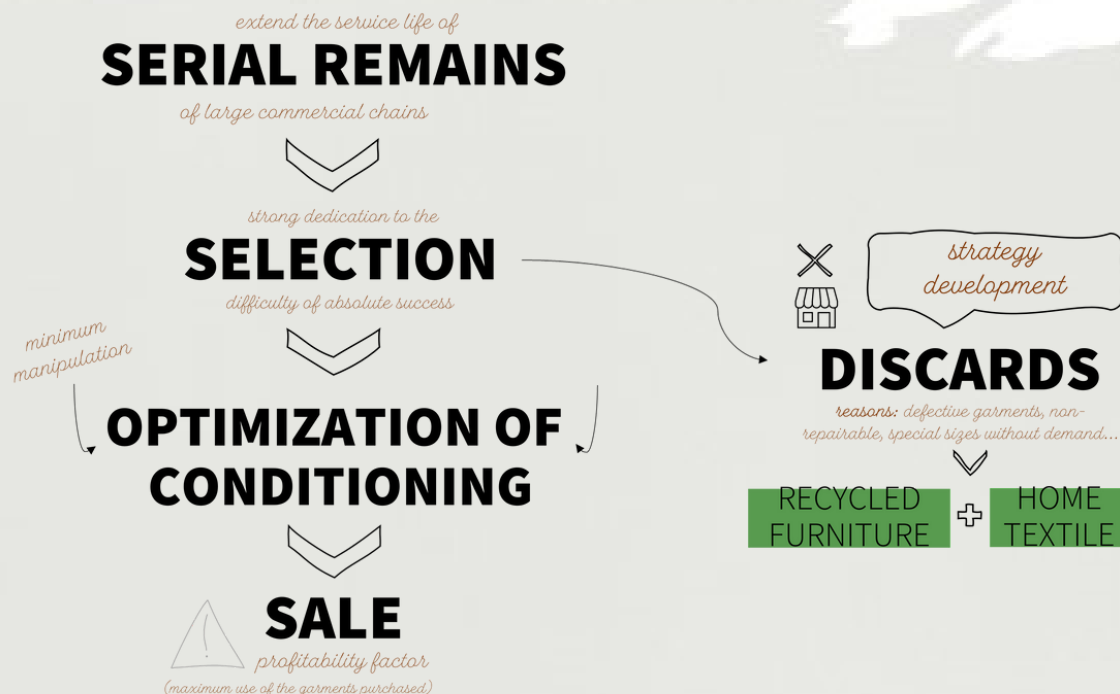 extend the service life of
SERIAL REMAINS
of large commercial chains
strong dedication to the
SELECTION
difficulty of absolute success
minimum
manipulation
OPTIMIZATION OF
CONDITIONING
SALE
profitability factor
(maximum use of the garments purchased)
strategy
development
DISCARDS
reasons: defective garments, non-
repairable, special sizes without demand...
RECYCLED
FURNITURE
HOME
TEXTILE